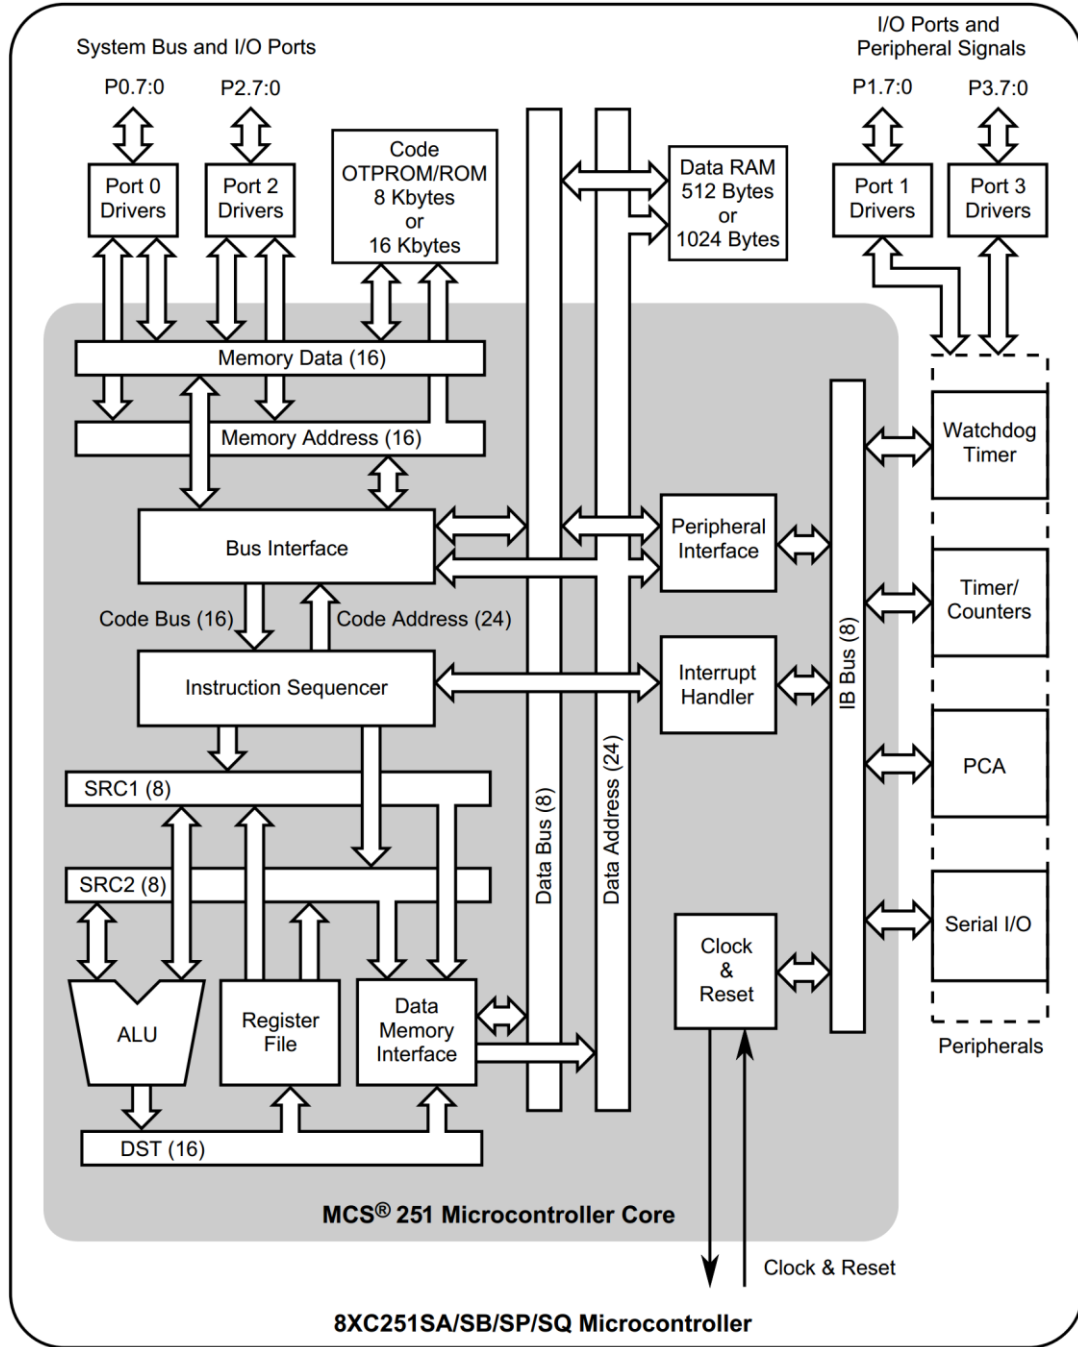 System Bus and I/O Ports
I/O Ports and
Peripheral Signals
P0.7:0
P2.7:0
P1.7:0
P3.7:0
Port 0
Drivers
Port 2
Drivers
Code
OTPROM/ROM
8 Kbytes
or
16 Kbytes
Data RAM
512 Bytes
or
1024 Bytes
Port 1
Drivers
Port 3
Drivers
Memory Data (16)
Memory Address (16)
Bus Interface
Code Bus (16)
Code Address (24)
Instruction Sequencer
SRC1 (8)
SRC2 (8)
ALU
Register
File
Data
Memory
Interface
DST (16)
Data Bus (8)
Data Address (24)
Peripheral
Interface
Interrupt
Handler
Clock
&
Reset
IB Bus (8)
Watchdog
Timer
Timer/
Counters
PCA
Serial I/O
Peripherals
MCS® 251 Microcontroller Core
Clock & Reset
8XC251SA/SB/SP/SQ Microcontroller